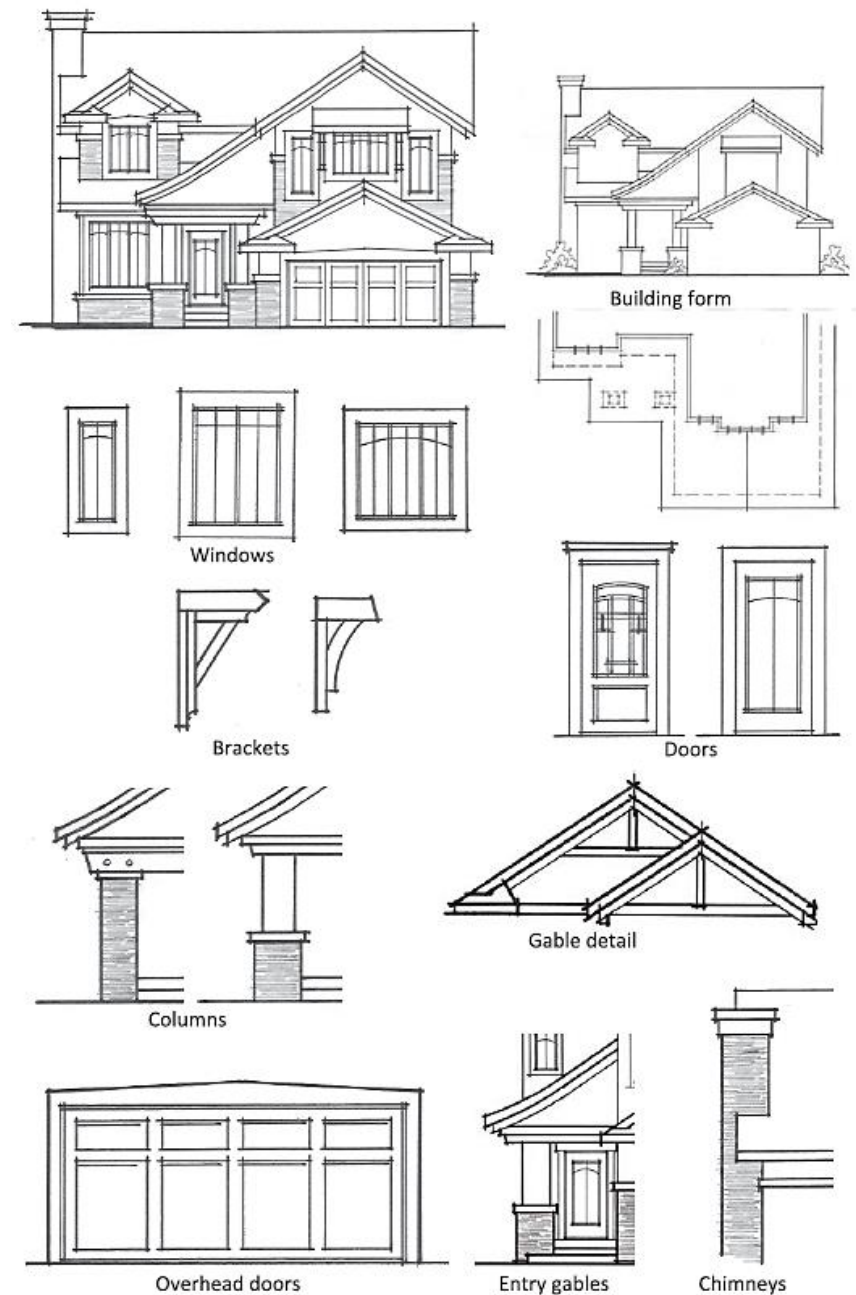 Building form
Windows
Brackets
Doors
Columns
Gable detail
Overhead doors
Entry gables
Chimneys